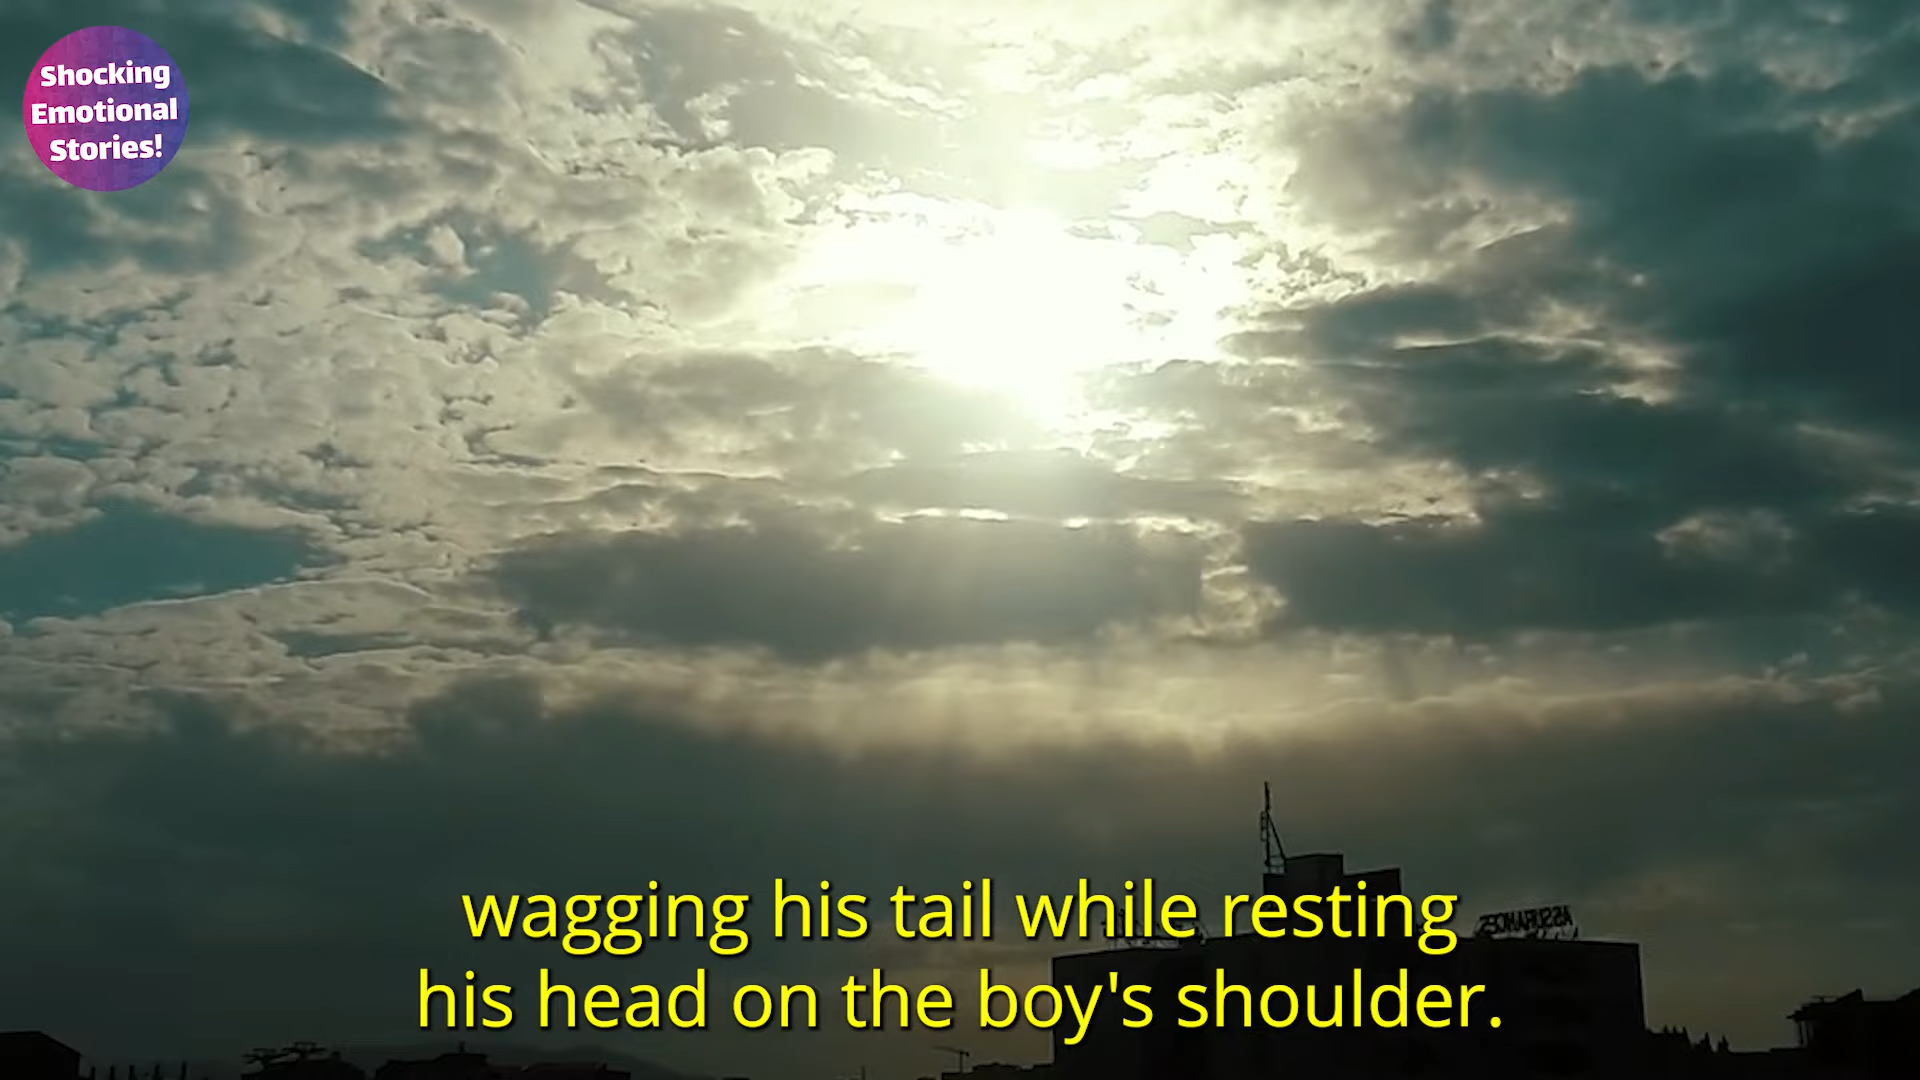 Shocking
Emotional
Stories!
wagging his tail while resting
his head on the boy's shoulder.